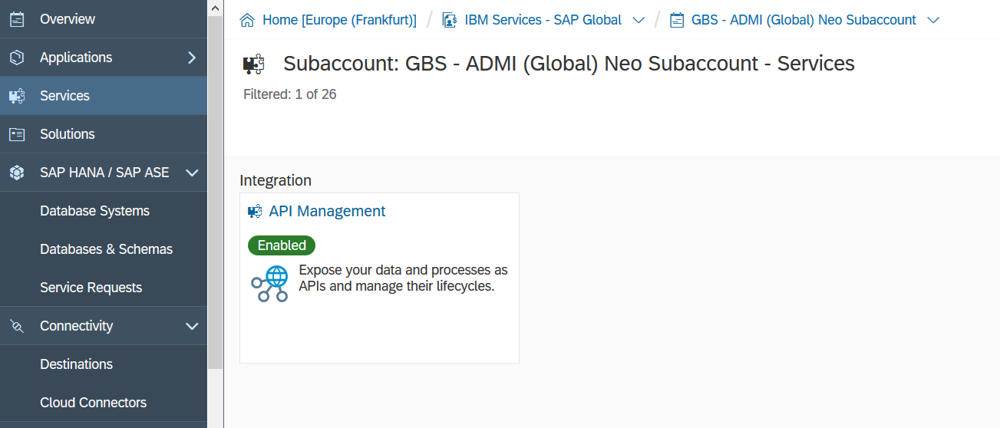 Overview
Applications
Services
Solutions
SAP HANA / SAP ASE
Database Systems
Databases & Schemas
Service Requests
Connectivity
Destinations
Cloud Connectors
Home [Europe (Frankfurt)] / IBM Services - SAP Global / GBS - ADMI (Global) Neo Subaccount
Subaccount: GBS - ADMI (Global) Neo Subaccount - Services
Filtered: 1 of 26
Integration
API Management
Enabled
Expose your data and processes as
APIs and manage their lifecycles.